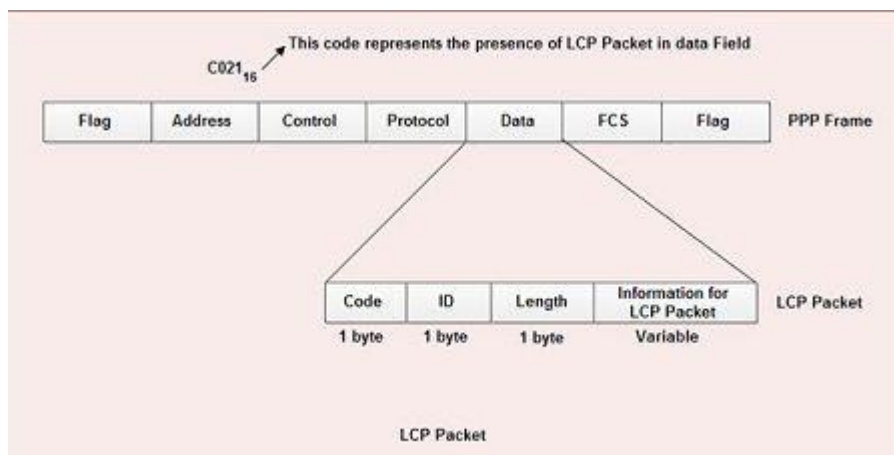 This code represents the presence of LCP Packet in data Field
C021₁₆
Flag Address Control Protocol Data FCS Flag PPP Frame
Code ID Length Information for LCP Packet LCP Packet
1 byte 1 byte 1 byte Variable
LCP Packet